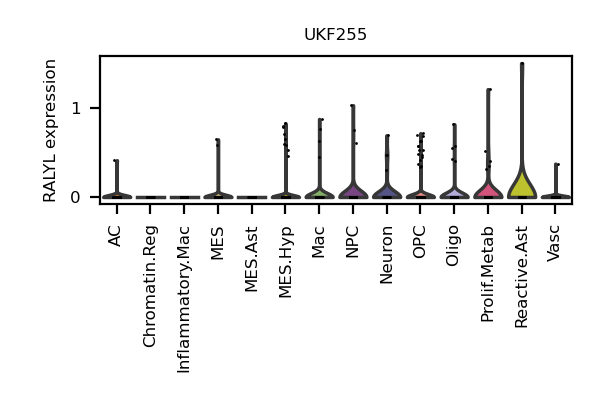 UKF255
RALYL expression
1
0
AC
Chromatin.Reg
Inflammatory.Mac
MES
MES.Ast
MES.Hyp
Mac
NPC
Neuron
OPC
Oligo
Prolif.Metab
Reactive.Ast
Vasc